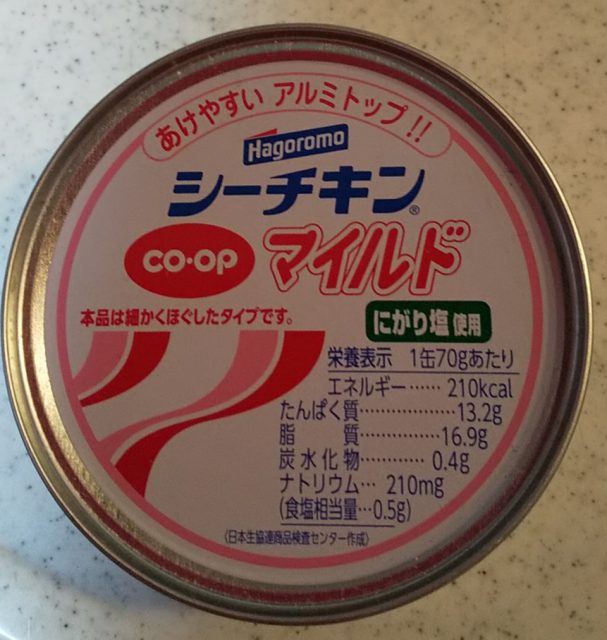 あけやすい アルミトップ!!
Hagoromo
シーチキン®
CO·OP マイルド
本品は細かくほぐしたタイプです。
にがり塩使用
栄養表示 1缶70gあたり
エネルギー…… 210kcal
たんぱく質……………… 13.2g
脂 質…………… 16.9g
炭水化物………… 0.4g
ナトリウム… 210mg
(食塩相当量…0.5g)
〈日本生協連商品検査センター作成〉